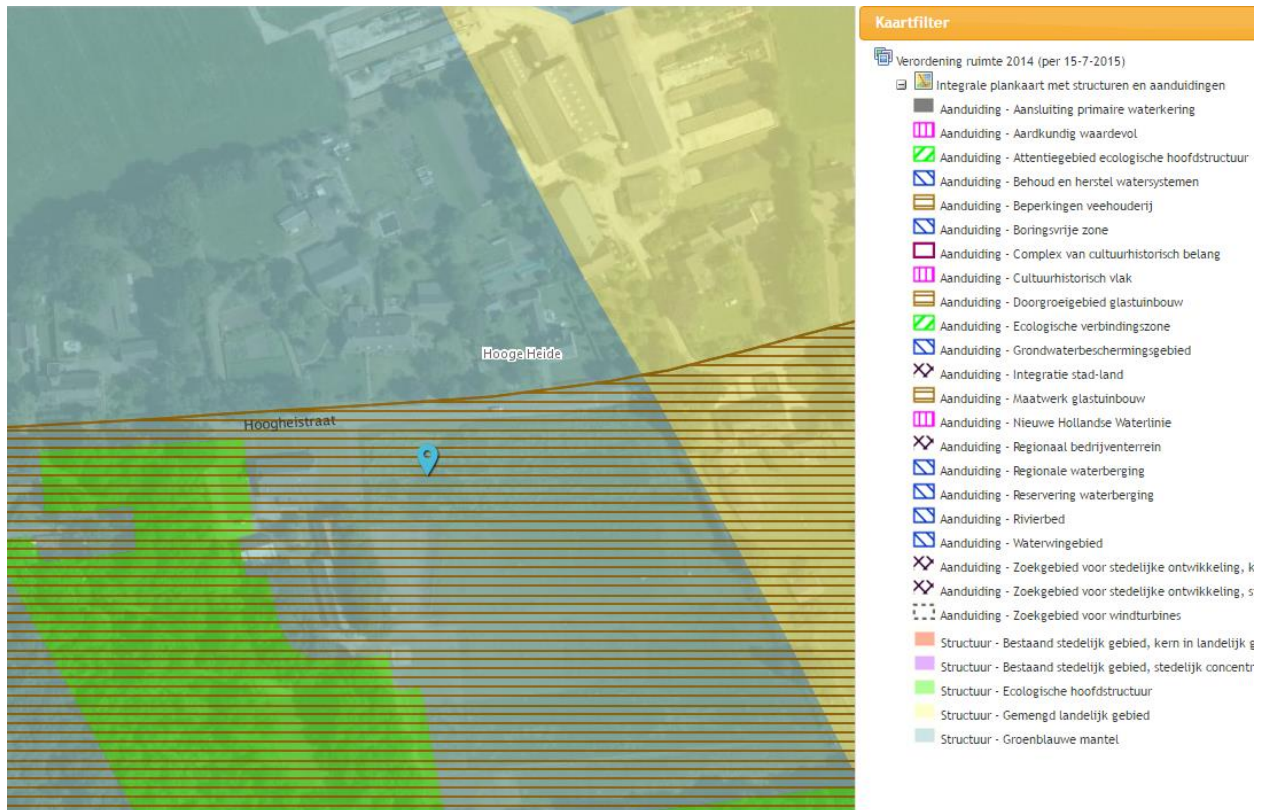 Hooge Heide
Hoogheistraat
Kaartfilter
Verordening ruimte 2014 (per 15-7-2015)
Integrale plankaart met structuren en aanduidingen
Aanduiding - Aansluiting primaire waterkering
Aanduiding - Aardkundig waardevol
Aanduiding - Attentiegebied ecologische hoofdstructuur
Aanduiding - Behoud en herstel watersystemen
Aanduiding - Beperkingen veehouderij
Aanduiding - Boringsvrije zone
Aanduiding - Complex van cultuurhistorisch belang
Aanduiding - Cultuurhistorisch vlak
Aanduiding - Doorgroeigebied glastuinbouw
Aanduiding - Ecologische verbindingszone
Aanduiding - Grondwaterbeschermingsgebied
Aanduiding - Integratie stad-land
Aanduiding - Maatwerk glastuinbouw
Aanduiding - Nieuwe Hollandse Waterlinie
Aanduiding - Regionaal bedrijventerrein
Aanduiding - Regionale waterberging
Aanduiding - Reservering waterberging
Aanduiding - Rivierbed
Aanduiding - Waterwingebied
Aanduiding - Zoekgebied voor stedelijke ontwikkeling, k
Aanduiding - Zoekgebied voor stedelijke ontwikkeling, s
Aanduiding - Zoekgebied voor windturbines
Structuur - Bestaand stedelijk gebied, kern in landelijk g
Structuur - Bestaand stedelijk gebied, stedelijk concentr
Structuur - Ecologische hoofdstructuur
Structuur - Gemengd landelijk gebied
Structuur - Groenblauwe mantel